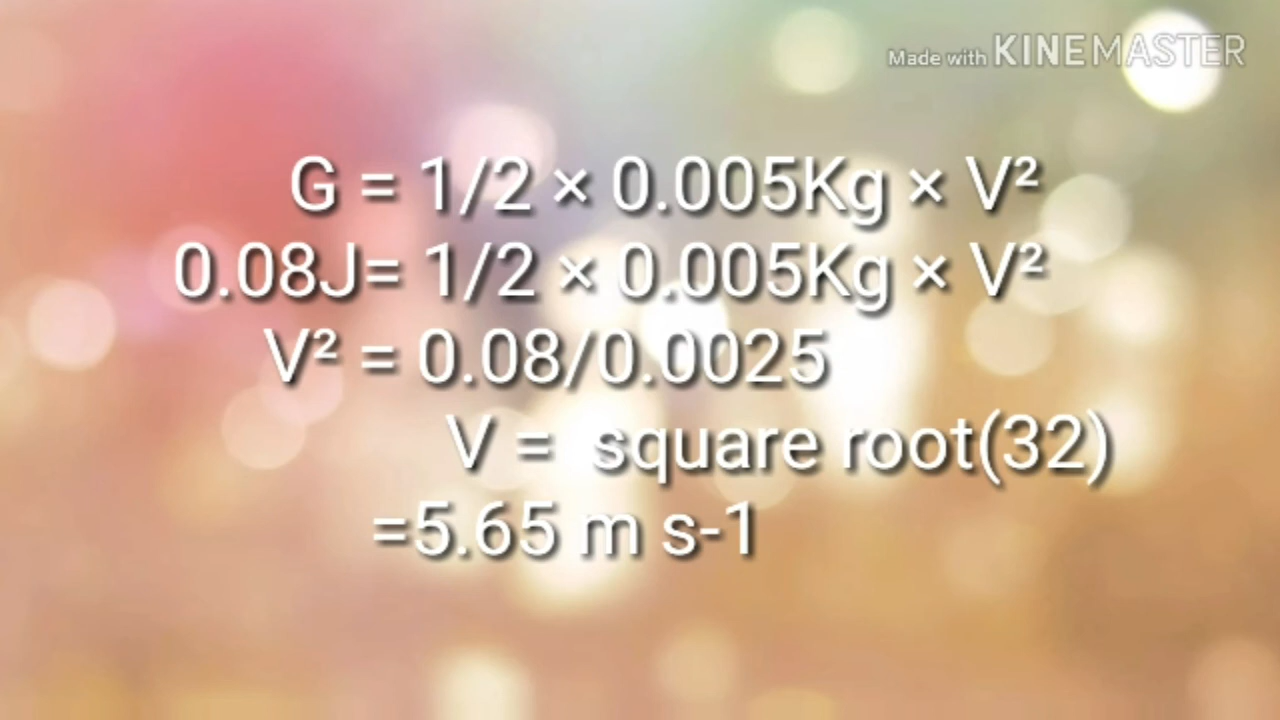 Made with KINEMASTER
G = 1/2 × 0.005Kg × V²
0.08J= 1/2 × 0.005Kg × V²
V² = 0.08/0.0025
V = square root(32)
=5.65 m s-1